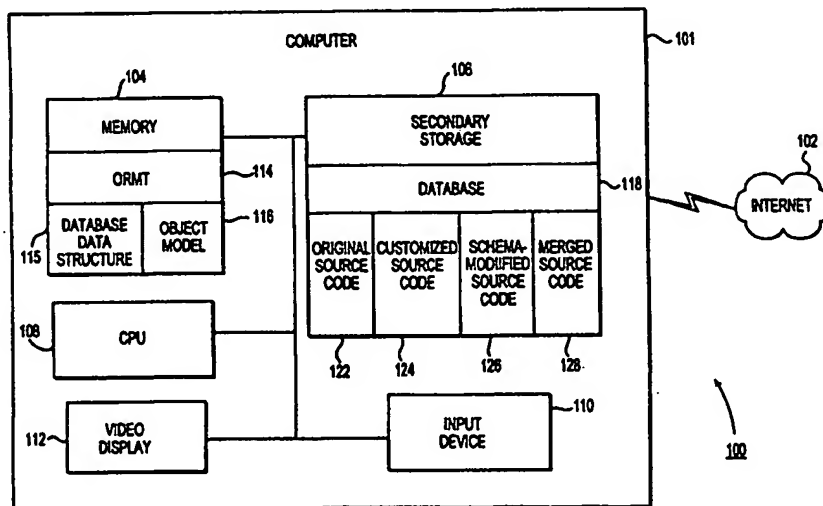 COMPUTER
101
104
MEMORY
ORMT
114
DATABASE
DATA
STRUCTURE
115
OBJECT
MODEL
116
106
SECONDARY
STORAGE
DATABASE
118
ORIGINAL
SOURCE
CODE
CUSTOMIZED
SOURCE
CODE
SCHEMA-
MODIFIED
SOURCE
CODE
MERGED
SOURCE
CODE
122
124
126
128
102
INTERNET
108
CPU
112
VIDEO
DISPLAY
110
INPUT
DEVICE
100